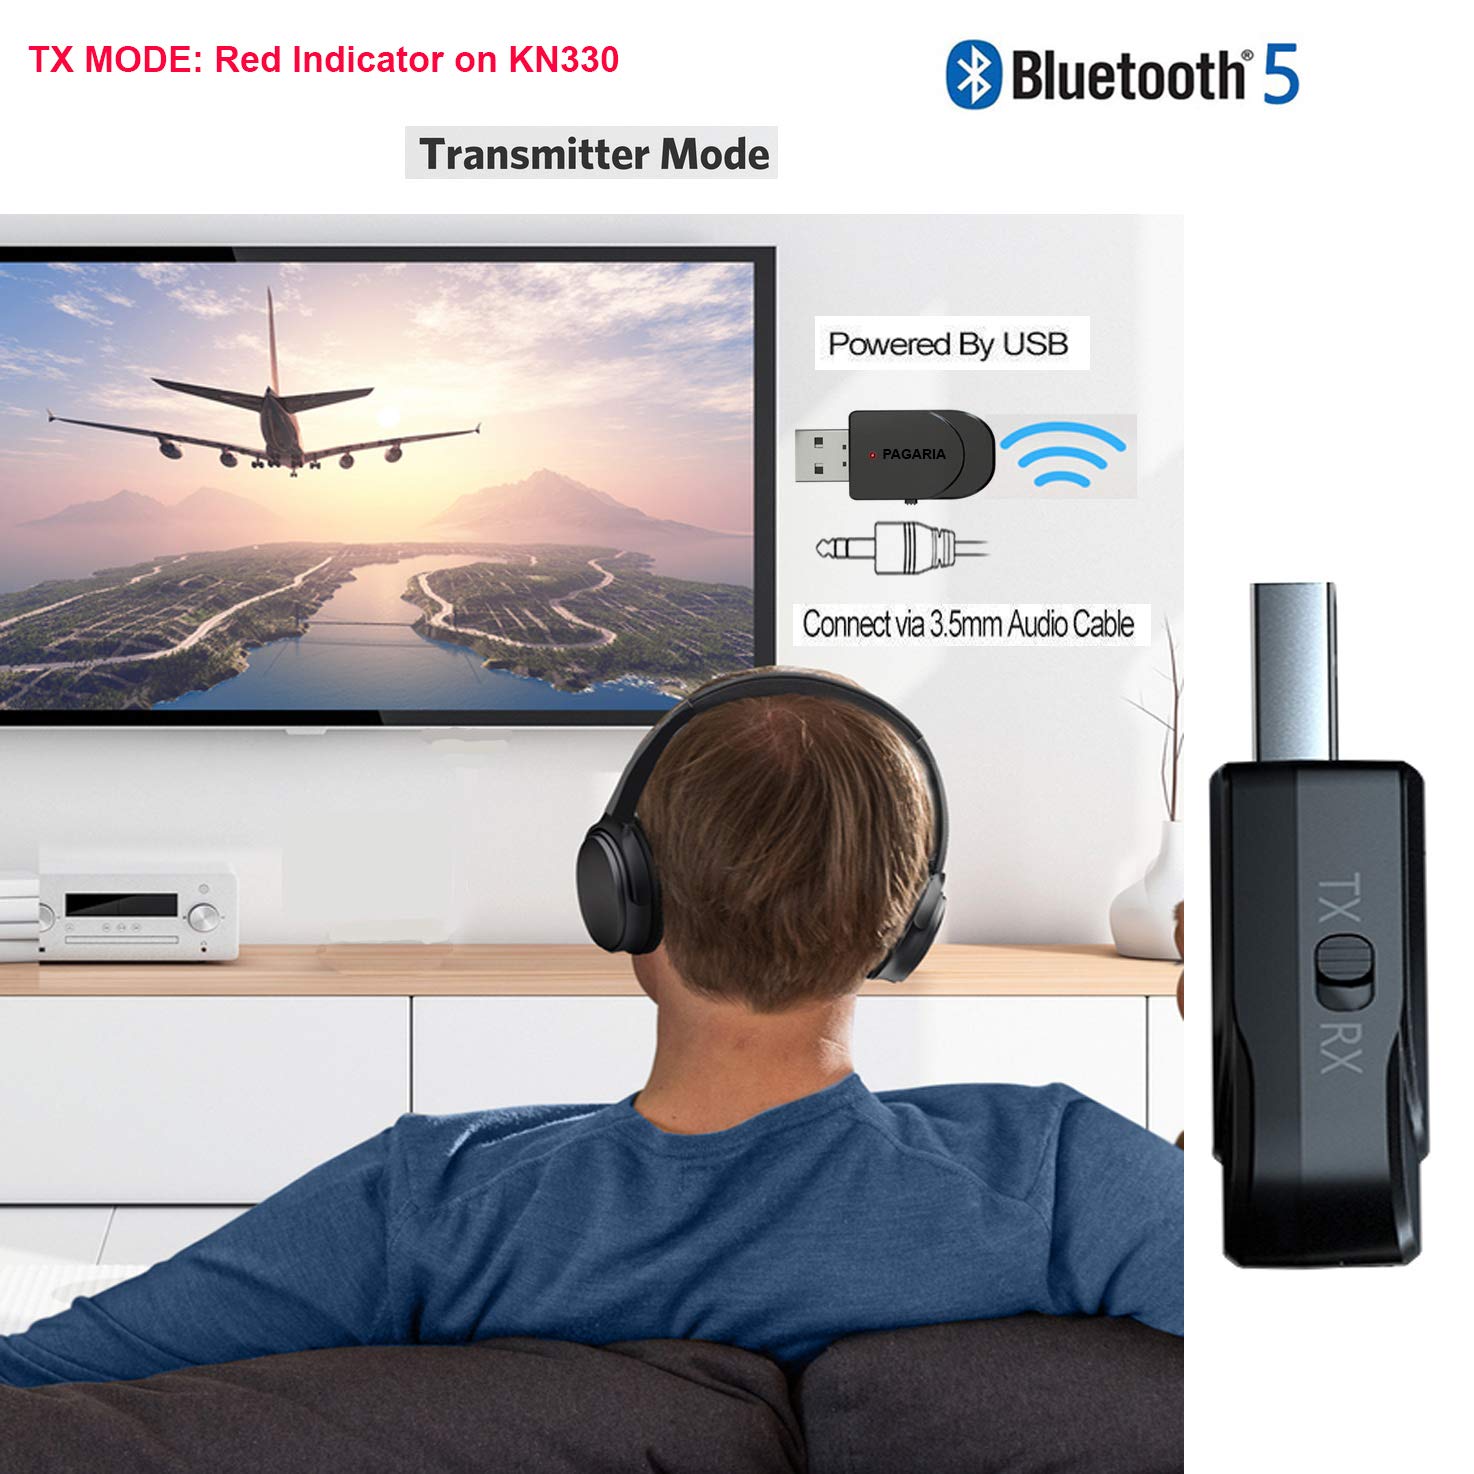 TX MODE: Red Indicator on KN330
Bluetooth® 5
Transmitter Mode
Powered By USB
PAGARIA
Connect via 3.5mm Audio Cable
TX
RX